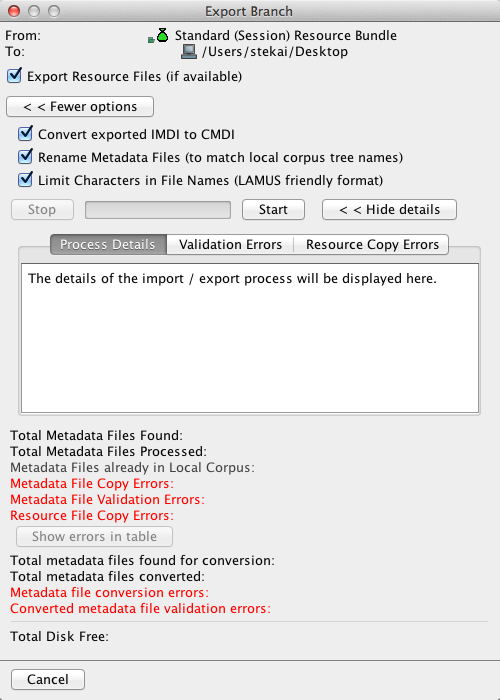 Export Branch
From: Standard (Session) Resource Bundle
To: /Users/stekai/Desktop
Export Resource Files (if available)
< < Fewer options
Convert exported IMDI to CMDI
Rename Metadata Files (to match local corpus tree names)
Limit Characters in File Names (LAMUS friendly format)
Stop Start < < Hide details
Process Details Validation Errors Resource Copy Errors
The details of the import / export process will be displayed here.
Total Metadata Files Found:
Total Metadata Files Processed:
Metadata Files already in Local Corpus:
Metadata File Copy Errors:
Metadata File Validation Errors:
Resource File Copy Errors:
Show errors in table
Total metadata files found for conversion:
Total metadata files converted:
Metadata file conversion errors:
Converted metadata file validation errors:
Total Disk Free:
Cancel